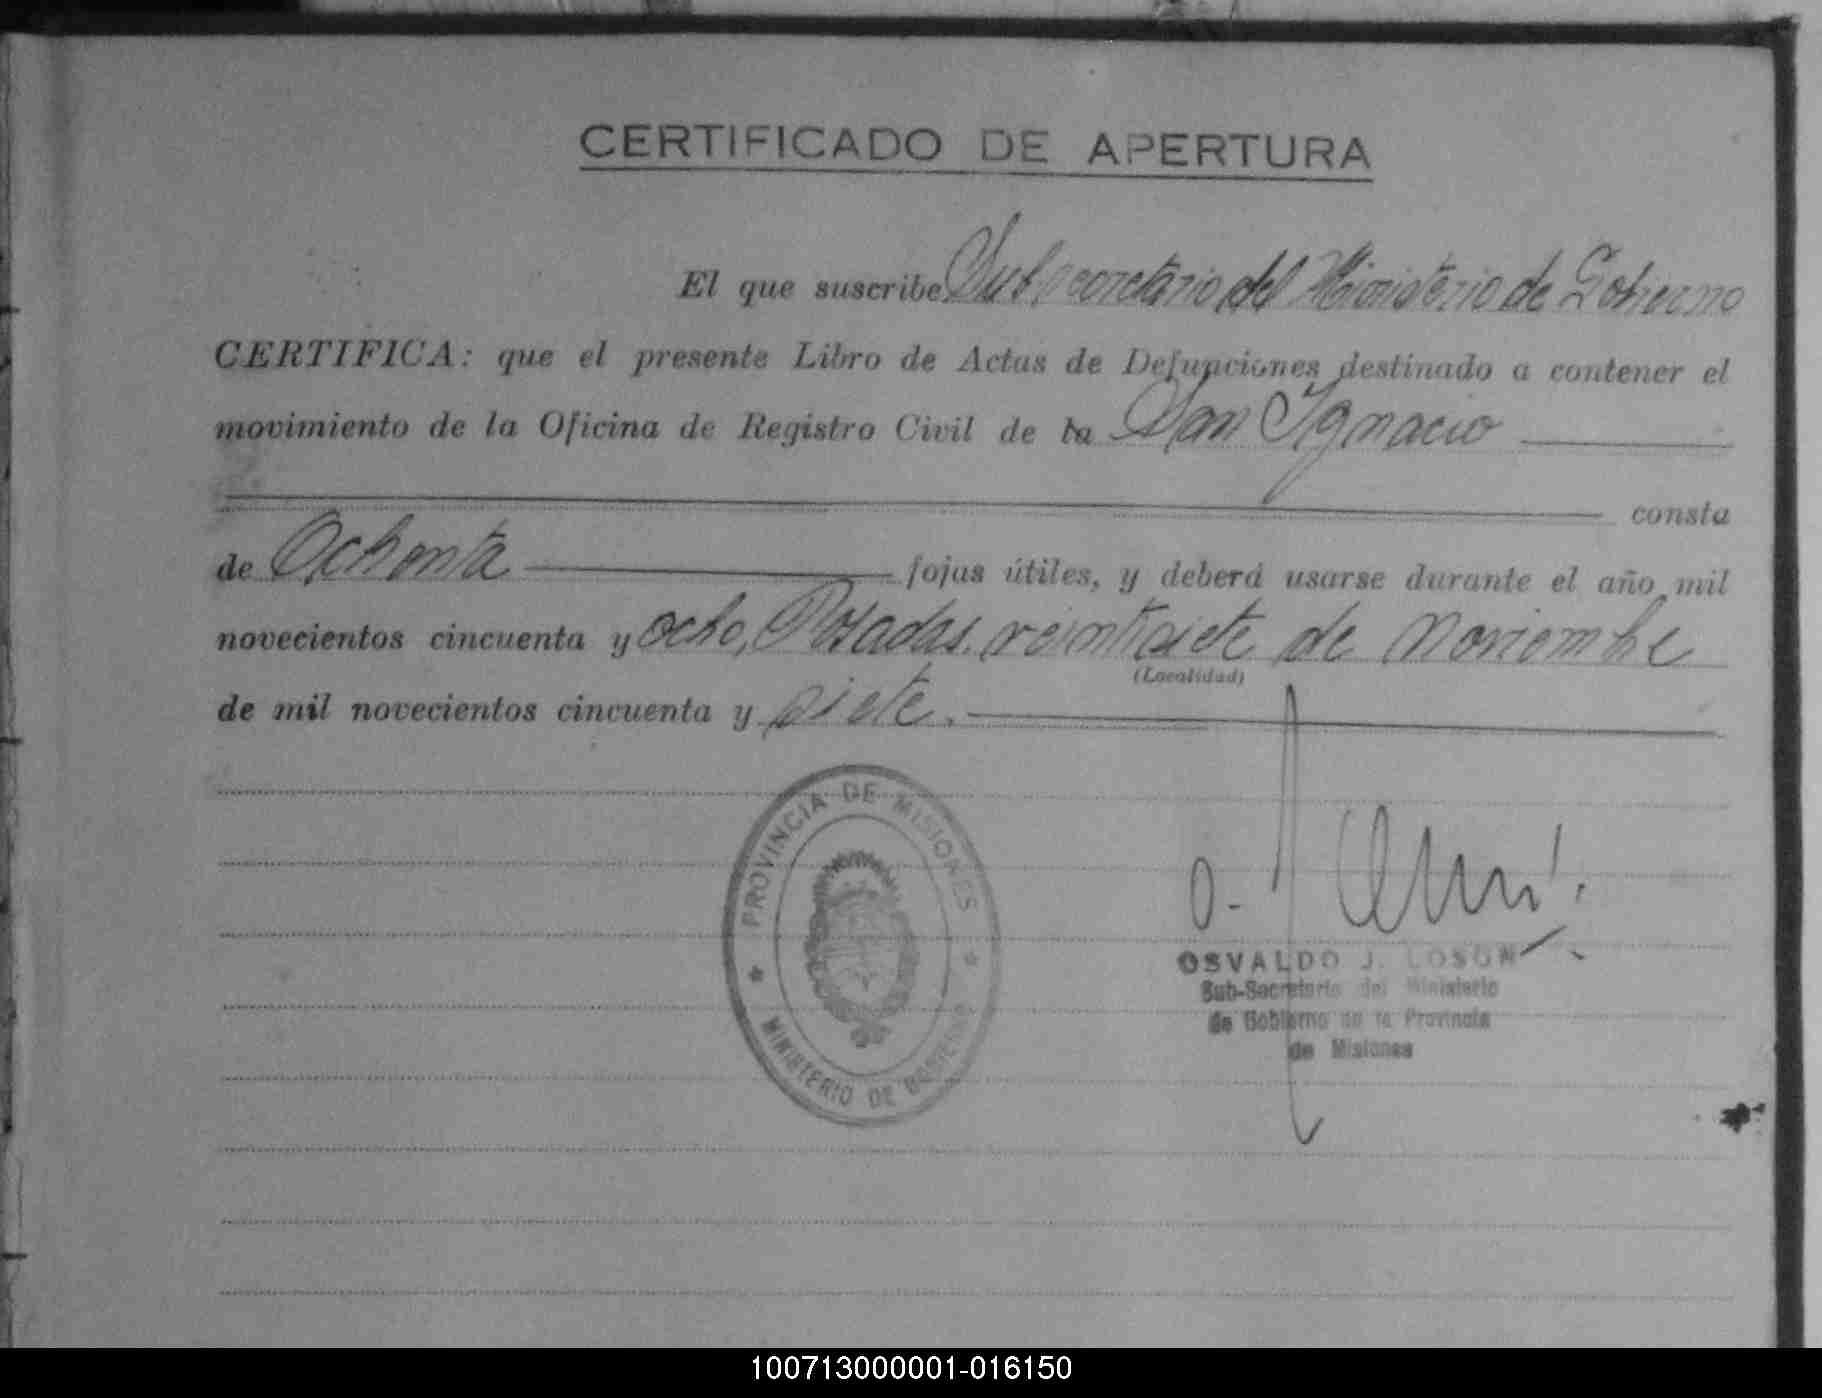 CERTIFICADO DE APERTURA
El que suscribe Subsecretario del Ministerio de Gobierno
CERTIFICA: que el presente Libro de Actas de Defunciones destinado a contener el
movimiento de la Oficina de Registro Civil de la San Ignacio
consta
de Ochenta fojas útiles, y deberá usarse durante el año mil
novecientos cincuenta y ocho, Posadas, veintisiete de Noviembre
(Localidad)
de mil novecientos cincuenta y siete.
PROVINCIA DE MISIONES
MINISTERIO DE GOBIERNO
OSVALDO J. LOSON
Sub-Secretario del Ministerio
de Gobierno de la Provincia
de Misiones
100713000001-016150